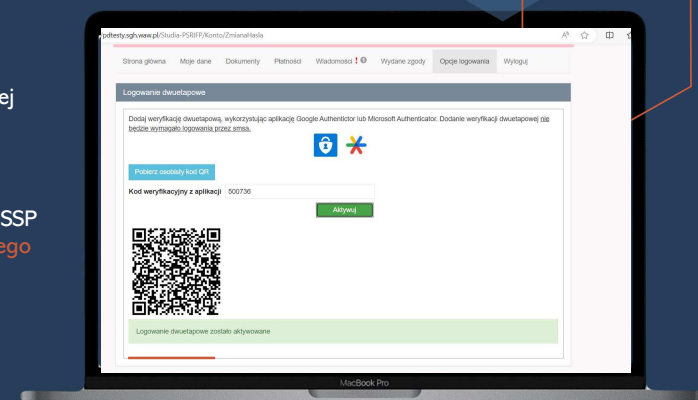 ej
SSP
ego
pdtesty.sgh.waw.pl/Studia-PSRIFP/Konto/ZmianaHasla
Strona główna Moje dane Dokumenty Płatności Wiadomości ! Wydane zgody Opcje logowania Wyloguj
Logowanie dwuetapowe
Dodaj weryfikację dwuetapową, wykorzystując aplikację Google Authentictor lub Microsoft Authenticator. Dodanie weryfikacji dwuetapowej nie
będzie wymagało logowania przez smsa.
Pobierz osobisty kod QR
Kod weryfikacyjny z aplikacji 500736
Aktywuj
Logowanie dwuetapowe zostało aktywowane
MacBook Pro